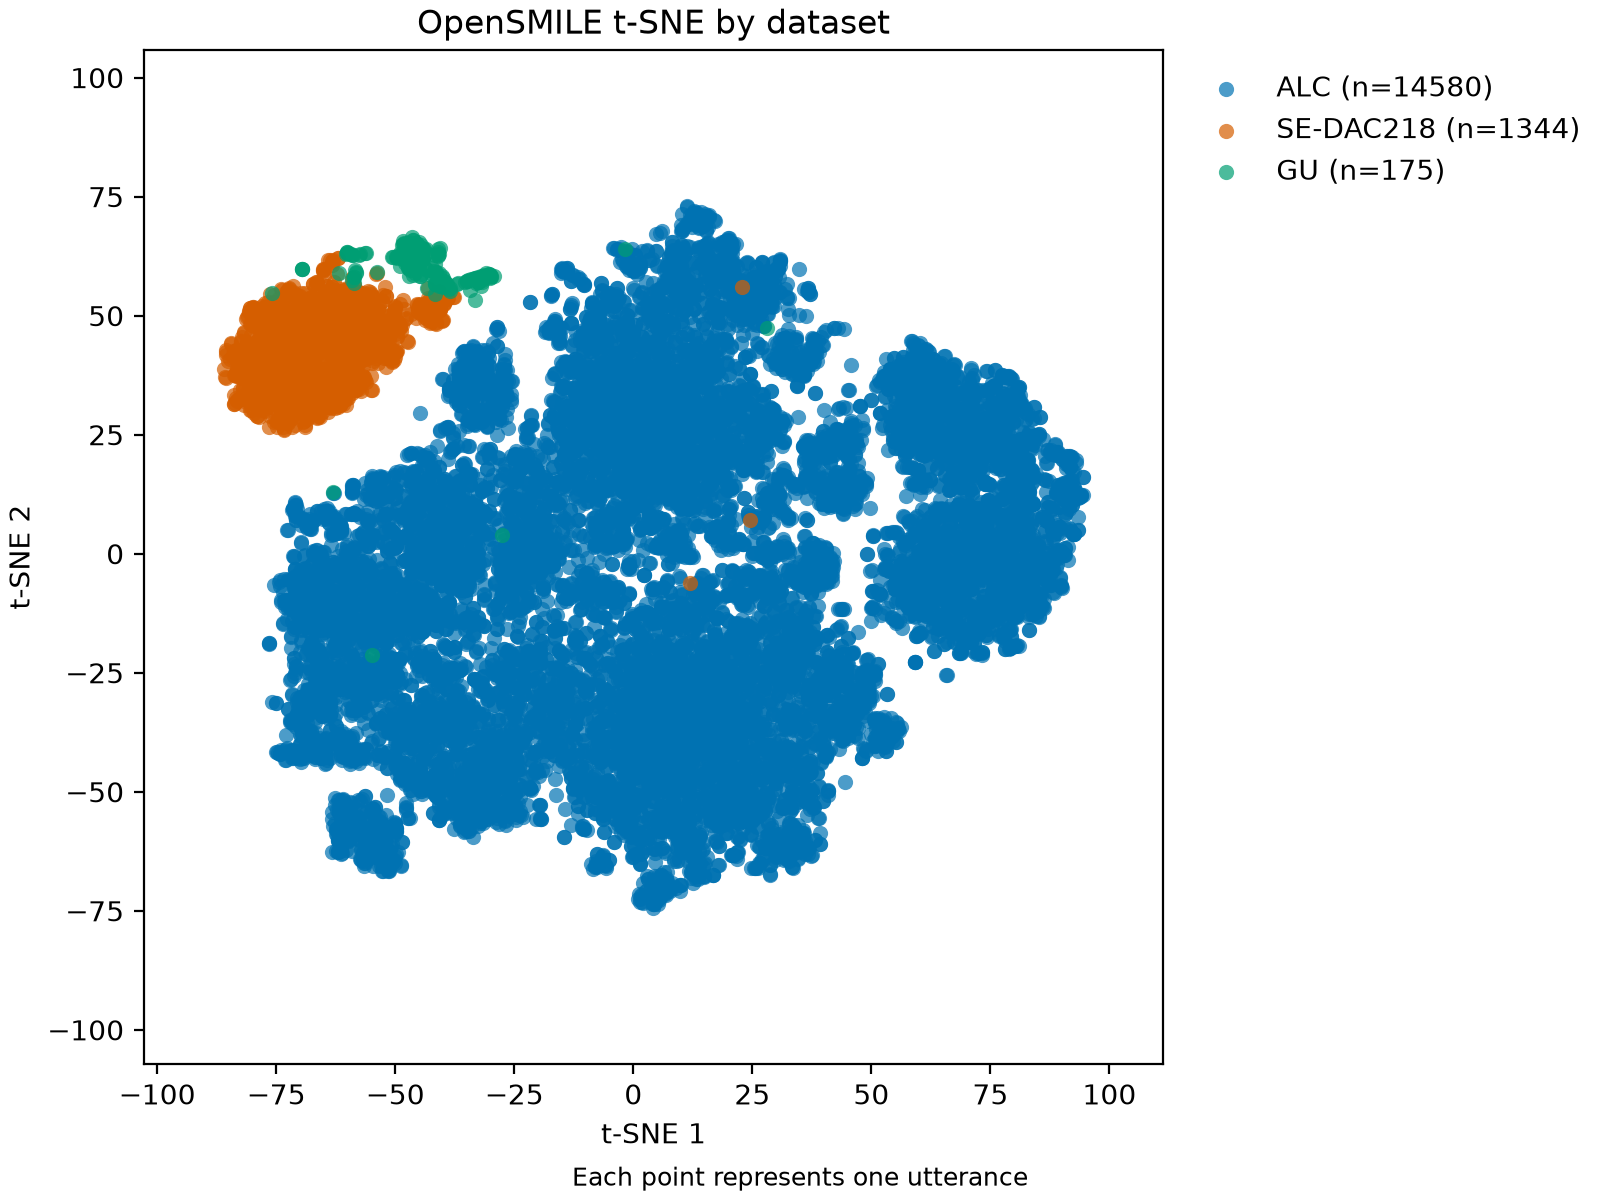 OpenSMILE t-SNE by dataset
ALC (n=14580)
SE-DAC218 (n=1344)
GU (n=175)
100
75
50
25
0
−25
−50
−75
−100
t-SNE 2
−100
−75
−50
−25
0
25
50
75
100
t-SNE 1
Each point represents one utterance